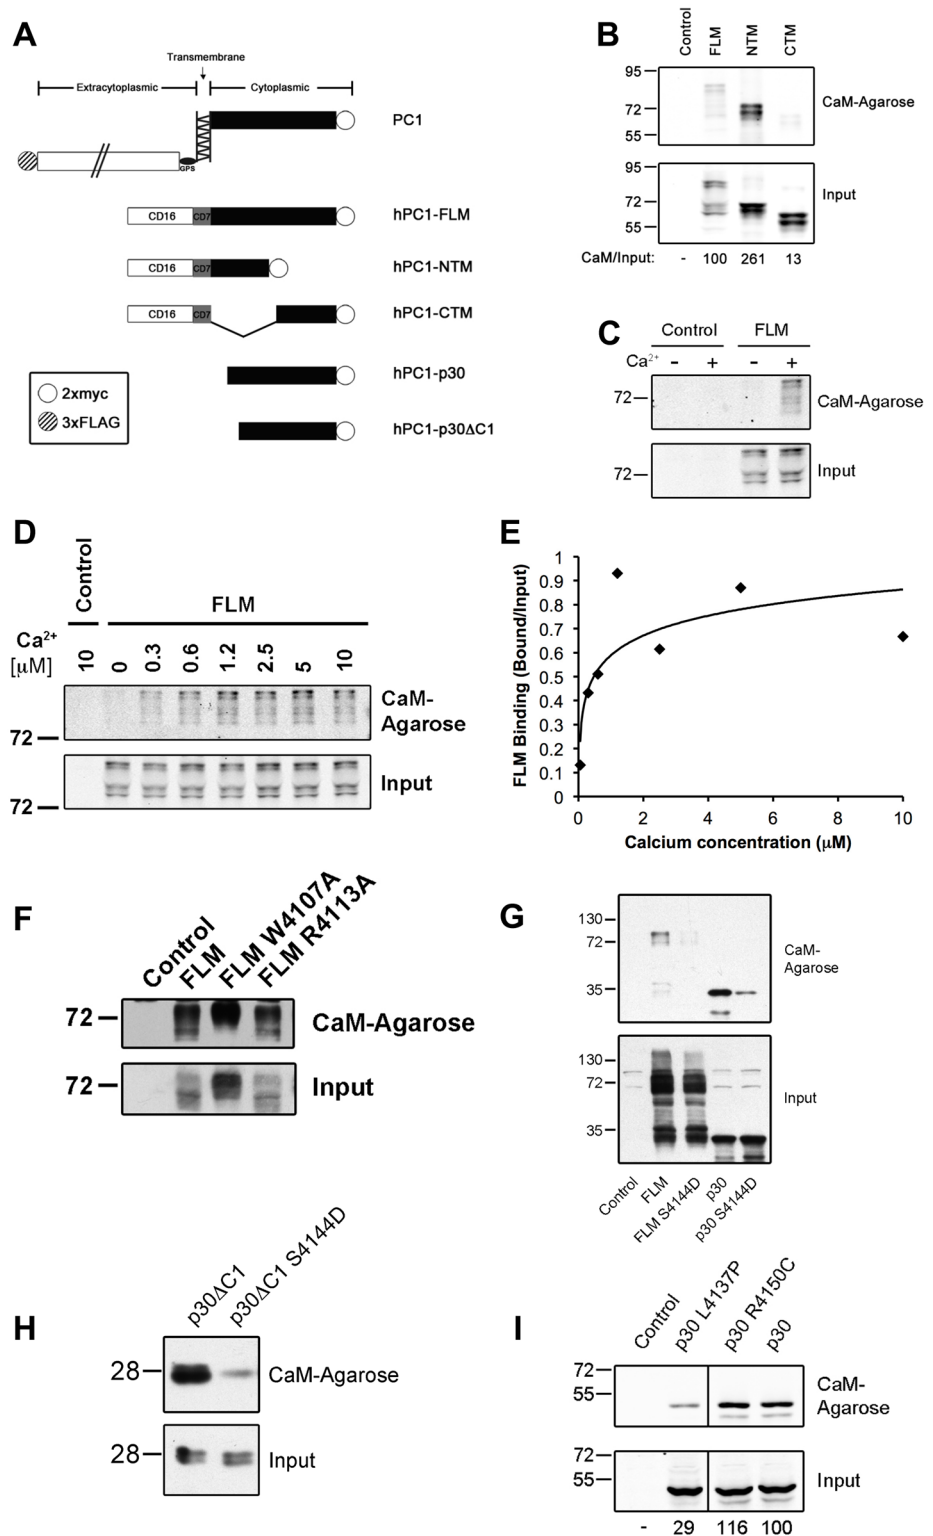 A
Transmembrane
Extracytoplasmic
Cytoplasmic
PC1
GPS
CD16
CD7
hPC1-FLM
CD16
CD7
hPC1-NTM
CD16
CD7
hPC1-CTM
hPC1-p30
hPC1-p30ΔC1
2xmyc
3xFLAG
B
Control
FLM
NTM
CTM
95
72
55
CaM-Agarose
95
72
55
Input
CaM/Input: - 100 261 13
C
Control FLM
Ca²⁺ - + - +
72
CaM-Agarose
72
Input
D
Control
FLM
Ca²⁺
[μM]
10 0 0.3 0.6 1.2 2.5 5 10
CaM-
Agarose
72
Input
72
E
FLM Binding (Bound/Input)
1
0.9
0.8
0.7
0.6
0.5
0.4
0.3
0.2
0.1
0
0 2 4 6 8 10
Calcium concentration (μM)
F
Control
FLM
FLM W4107A
FLM R4113A
72
CaM-Agarose
72
Input
G
130
72
35
CaM-
Agarose
130
72
35
Input
Control
FLM
FLM S4144D
p30
p30 S4144D
H
p30ΔC1
p30ΔC1 S4144D
28
CaM-Agarose
28
Input
I
Control
p30 L4137P
p30 R4150C
p30
72
55
CaM-
Agarose
72
55
Input
- 29 116 100